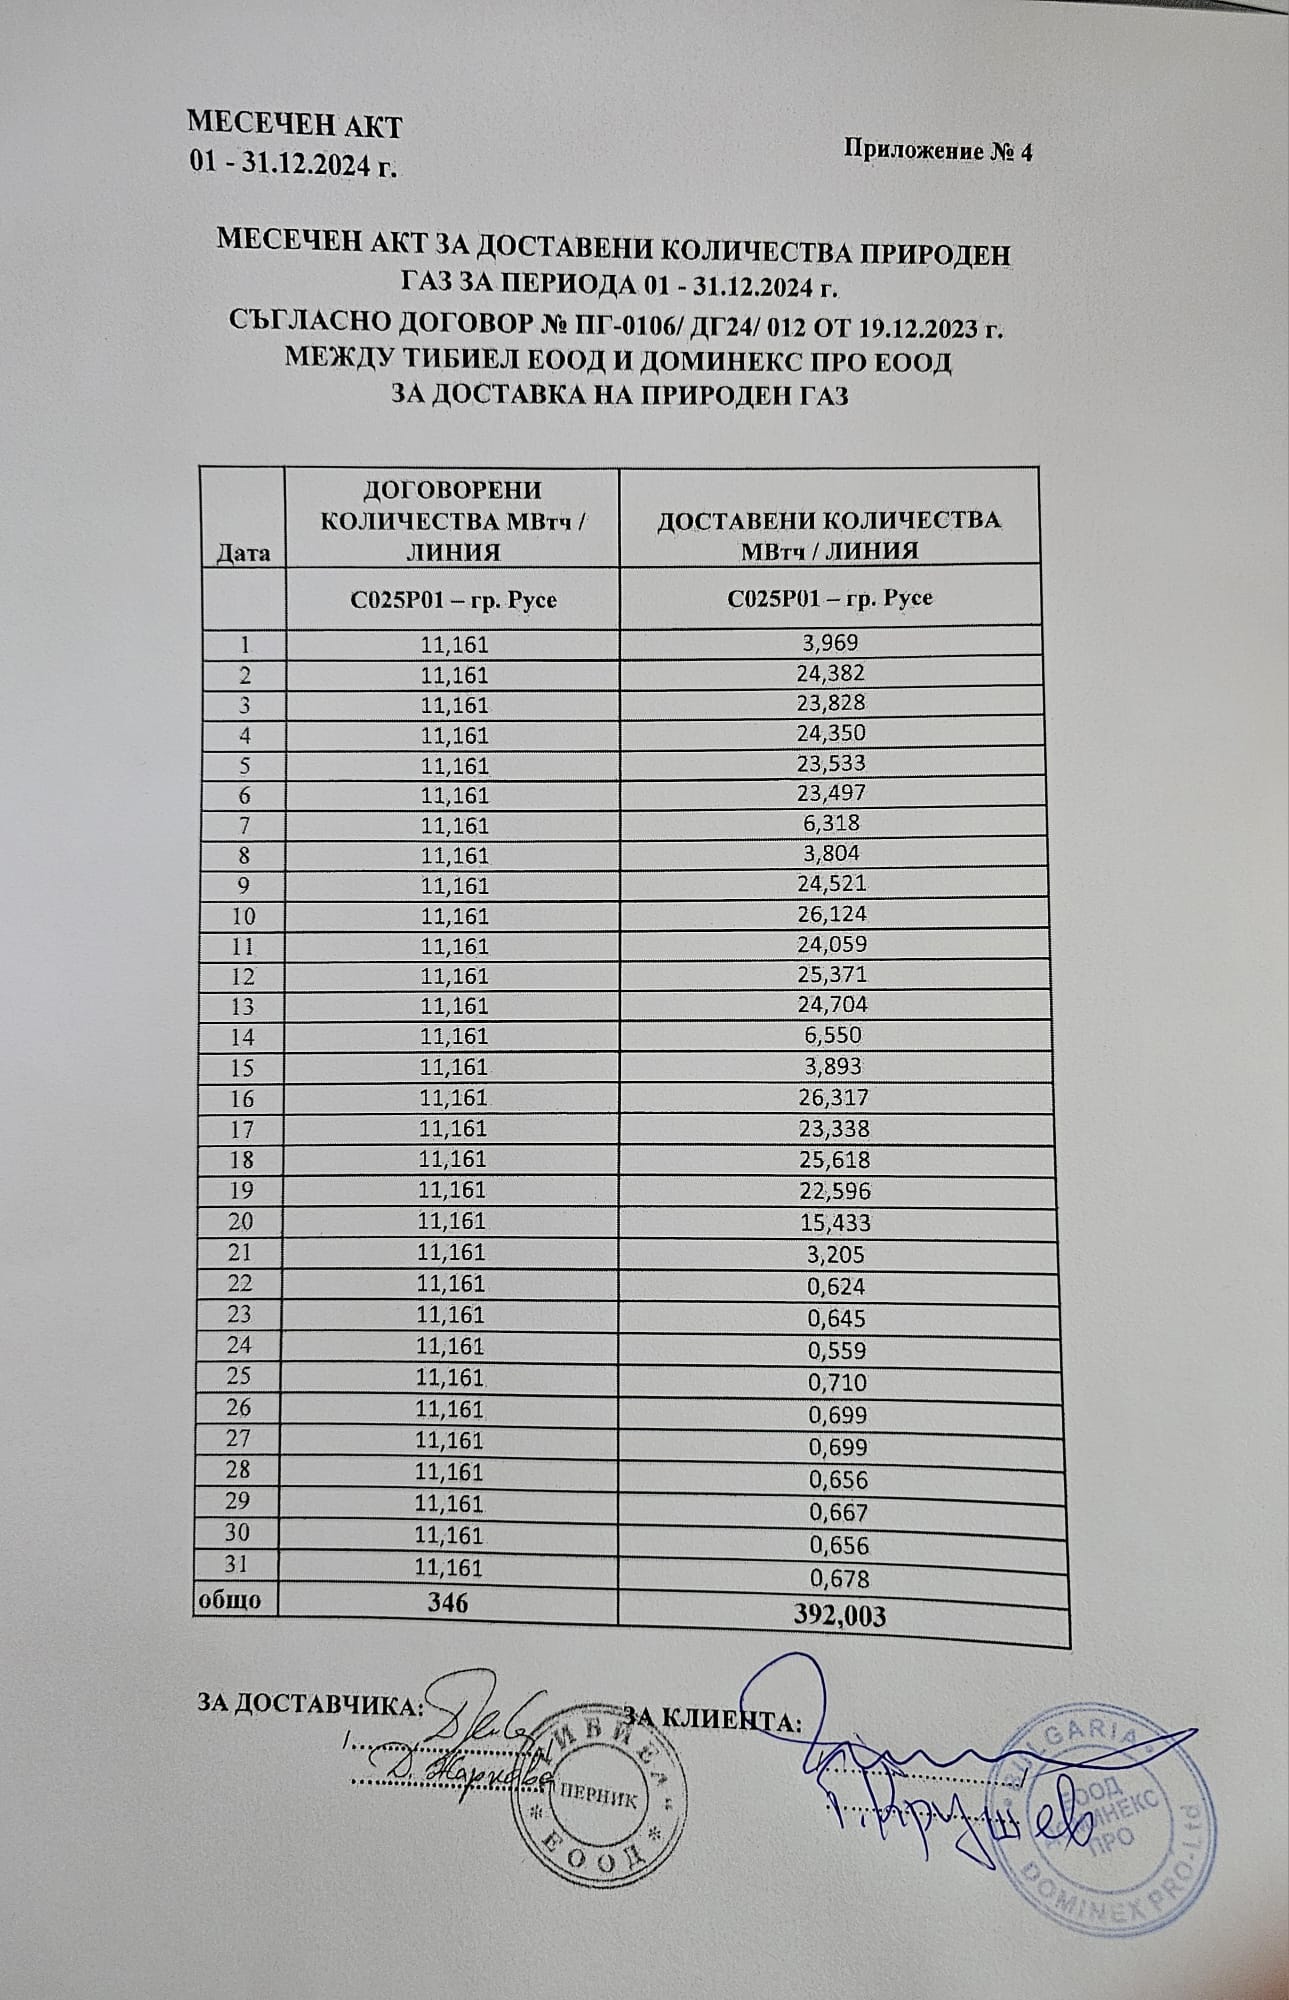 МЕСЕЧЕН АКТ
01 - 31.12.2024 г.
Приложение № 4
МЕСЕЧЕН АКТ ЗА ДОСТАВЕНИ КОЛИЧЕСТВА ПРИРОДЕН
ГАЗ ЗА ПЕРИОДА 01 - 31.12.2024 г.
СЪГЛАСНО ДОГОВОР № ПГ-0106/ ДГ24/ 012 ОТ 19.12.2023 г.
МЕЖДУ ТИБИЕЛ ЕООД И ДОМИНЕКС ПРО ЕООД
ЗА ДОСТАВКА НА ПРИРОДЕН ГАЗ
Дата ДОГОВОРЕНИ КОЛИЧЕСТВА МВтч / ЛИНИЯ ДОСТАВЕНИ КОЛИЧЕСТВА МВтч / ЛИНИЯ
C025P01 – гр. Русе C025P01 – гр. Русе
1 11,161 3,969
2 11,161 24,382
3 11,161 23,828
4 11,161 24,350
5 11,161 23,533
6 11,161 23,497
7 11,161 6,318
8 11,161 3,804
9 11,161 24,521
10 11,161 26,124
11 11,161 24,059
12 11,161 25,371
13 11,161 24,704
14 11,161 6,550
15 11,161 3,893
16 11,161 26,317
17 11,161 23,338
18 11,161 25,618
19 11,161 22,596
20 11,161 15,433
21 11,161 3,205
22 11,161 0,624
23 11,161 0,645
24 11,161 0,559
25 11,161 0,710
26 11,161 0,699
27 11,161 0,699
28 11,161 0,656
29 11,161 0,667
30 11,161 0,656
31 11,161 0,678
общо 346 392,003
ЗА ДОСТАВЧИКА: ЗА КЛИЕНТА:
Д. Жаркова
Г. Крушев
ТИБИЕЛ“
ПЕРНИК
* ЕООД *
BULGARIA
ЕООД
ДОМИНЕКС
ПРО
DOMINEX PRO-Ltd